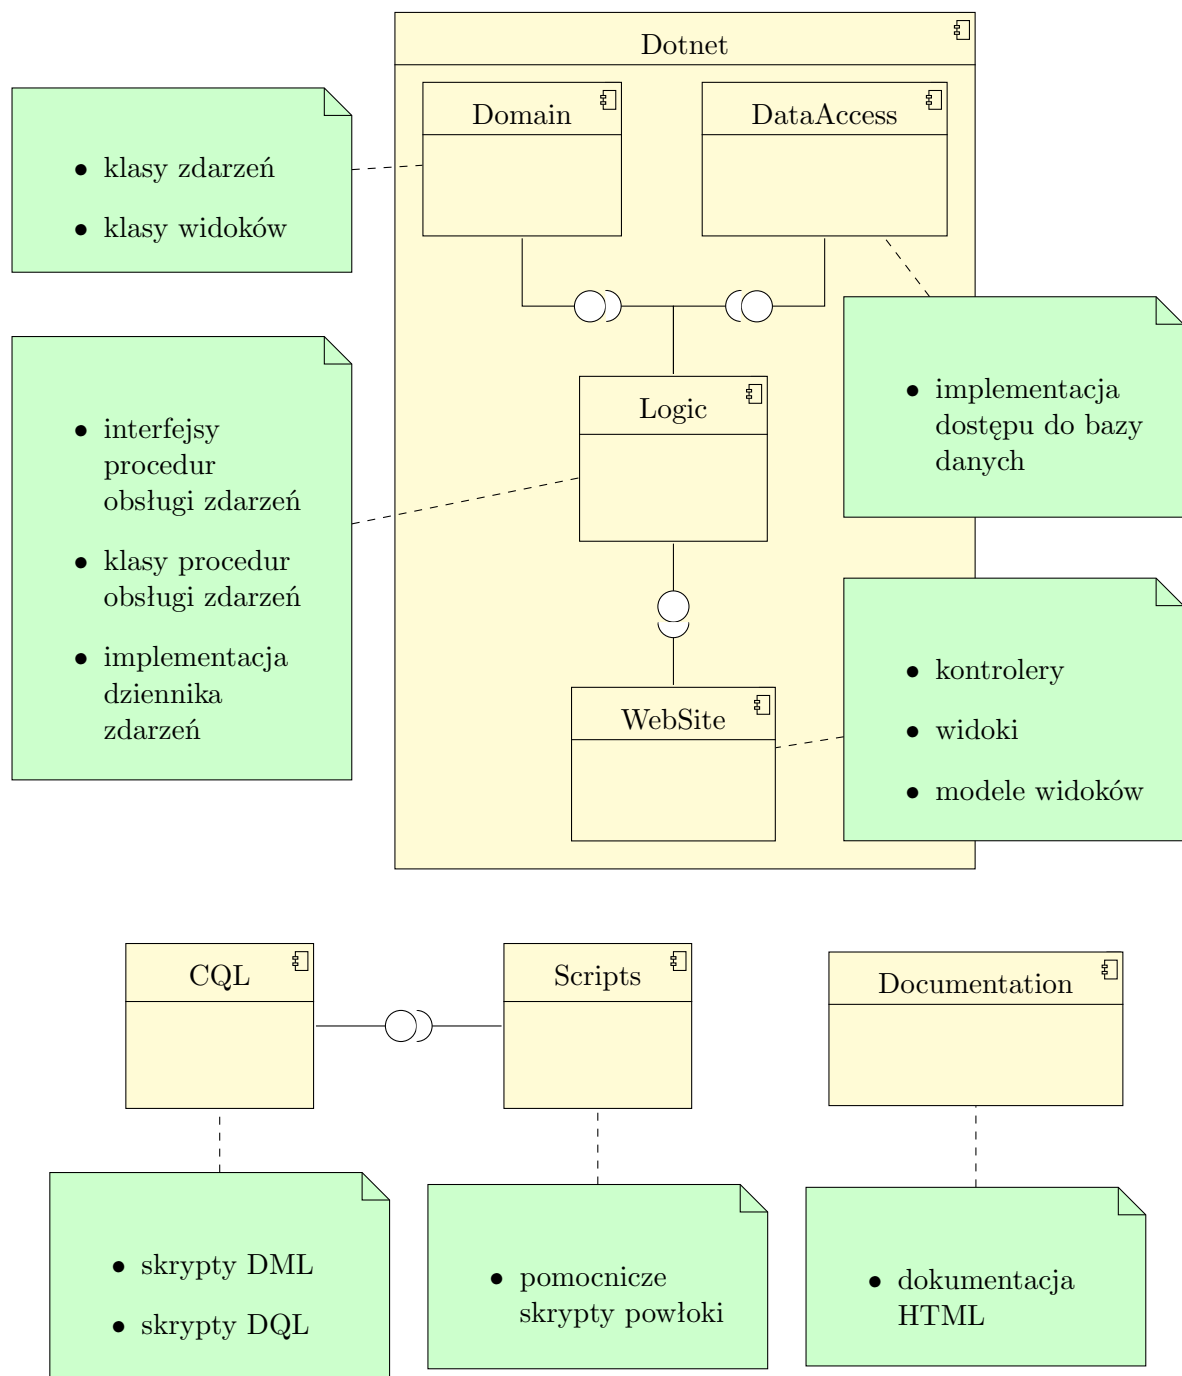 Dotnet
Domain
DataAccess
• klasy zdarzeń
• klasy widoków
• interfejsy
procedur
obsługi zdarzeń
• klasy procedur
obsługi zdarzeń
• implementacja
dziennika
zdarzeń
Logic
• implementacja
dostępu do bazy
danych
WebSite
• kontrolery
• widoki
• modele widoków
CQL
Scripts
Documentation
• skrypty DML
• skrypty DQL
• pomocnicze
skrypty powłoki
• dokumentacja
HTML